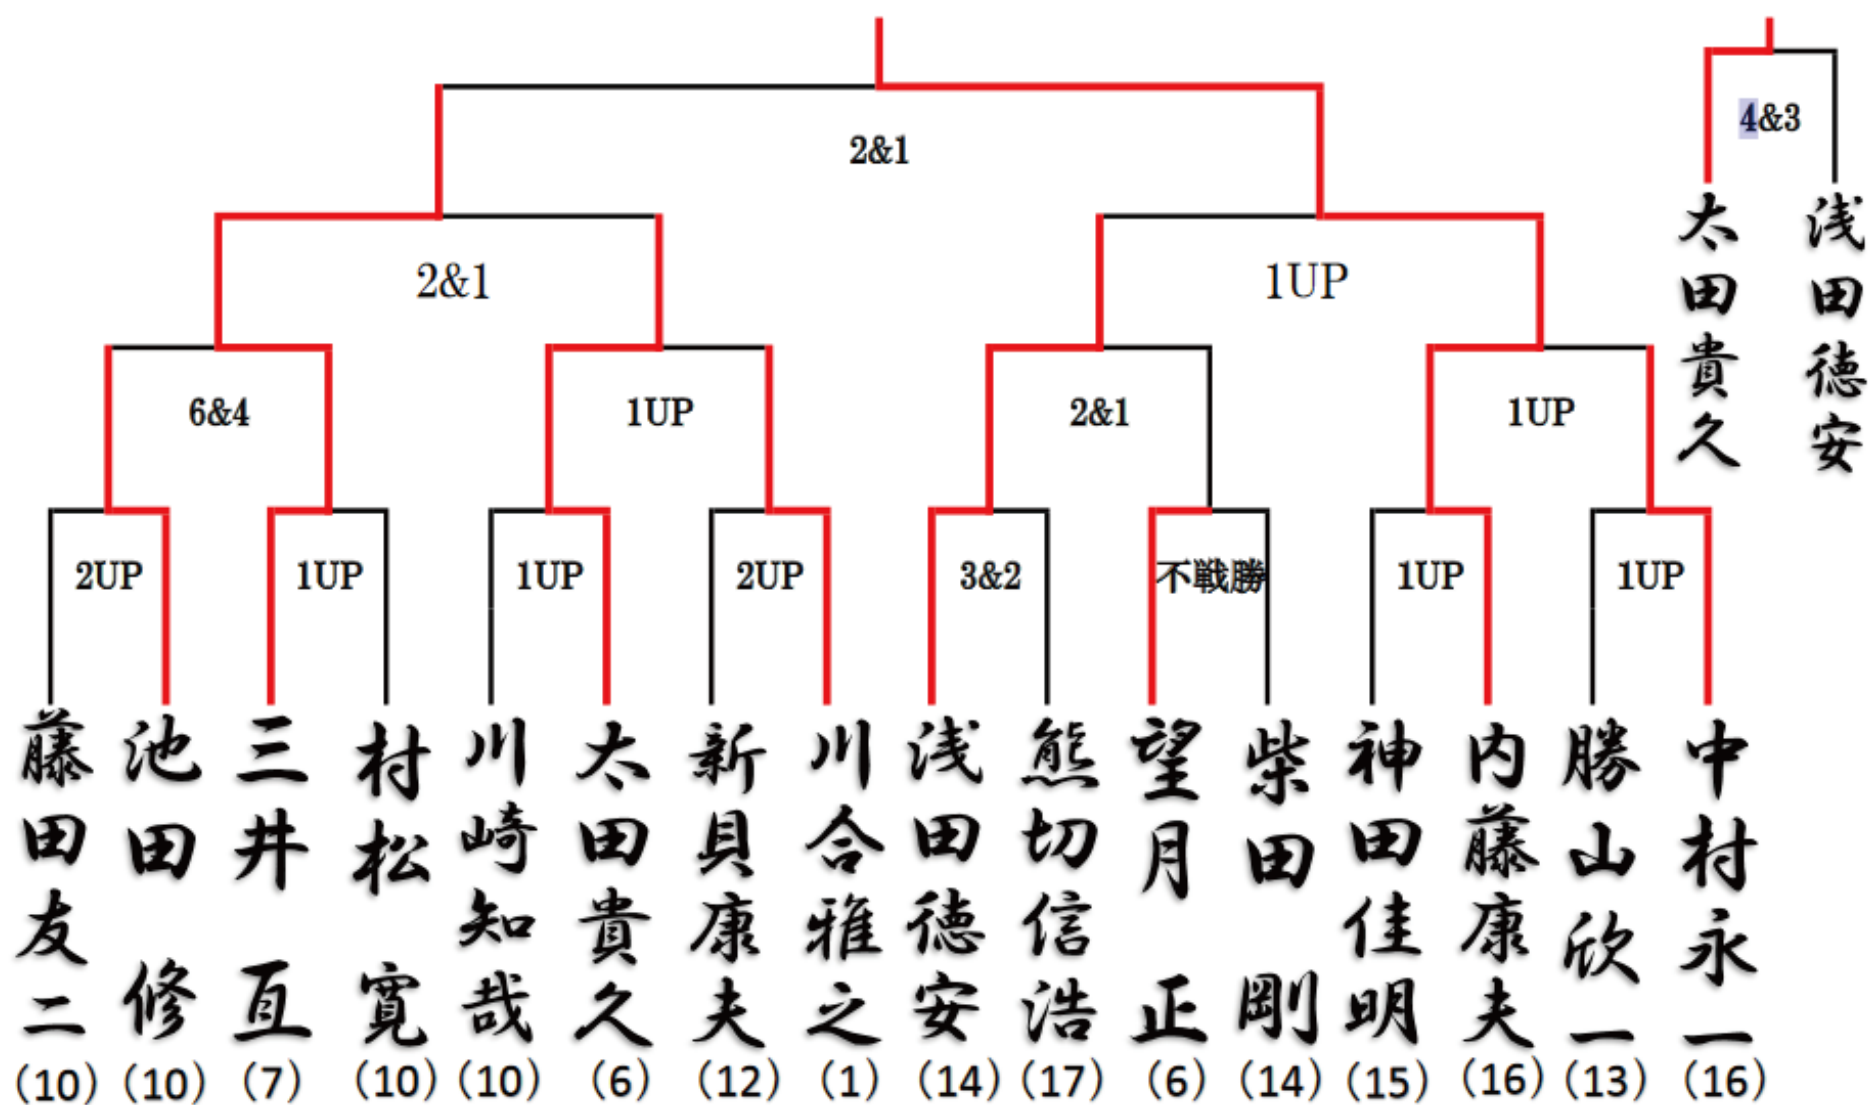 2&1
4&3
太田貴久
浅田徳安
2&1
1UP
6&4
1UP
2&1
1UP
2UP
1UP
1UP
2UP
3&2
不戦勝
1UP
1UP
藤田友二
池田 修
三井 亘
村松 寛
川崎知哉
太田貴久
新貝康夫
川合雅之
浅田徳安
熊切信浩
望月 正
柴田 剛
神田佳明
内藤康夫
勝山欣一
中村永一
(10) (10) (7) (10) (10) (6) (12) (1) (14) (17) (6) (14) (15) (16) (13) (16)